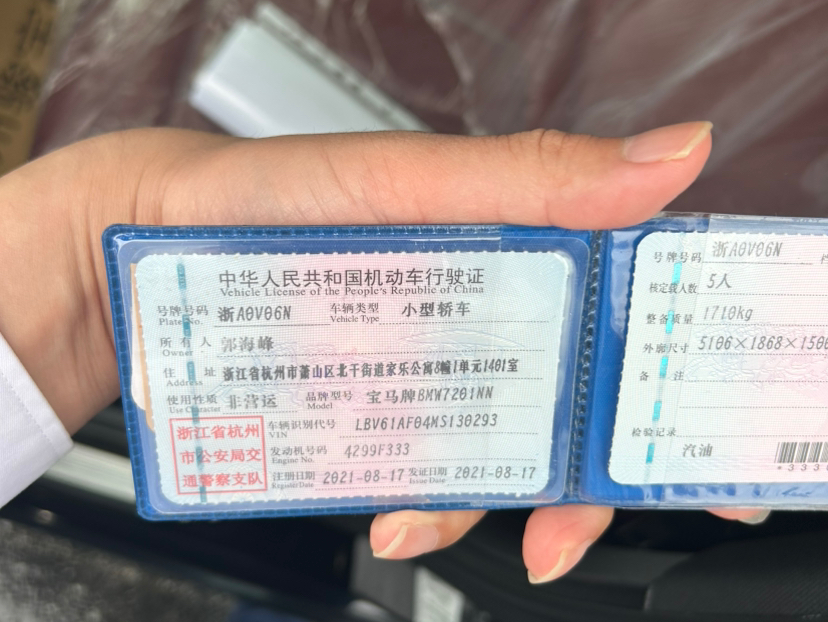 中华人民共和国机动车行驶证
Vehicle License of the People's Republic of China
号牌号码 浙A0V06N 车辆类型 小型轿车
Plate No. Vehicle Type
所有人 郭海峰
Owner
住址 浙江省杭州市萧山区北干街道家乐公寓8幢1单元1401室
Address
使用性质 非营运 品牌型号 宝马牌BMW7201NN
Use Character Model
浙江省杭州
市公安局交
通警察支队
车辆识别代号 LBV61AF04MS130293
VIN
发动机号码 4299F333
Engine No.
注册日期 2021-08-17 发证日期 2021-08-17
Register Date Issue Date
号牌号码 浙A0V06N
核定载人数 5人
整备质量 1710kg
外廓尺寸 5106×1868×1500
备注
检验记录
汽油